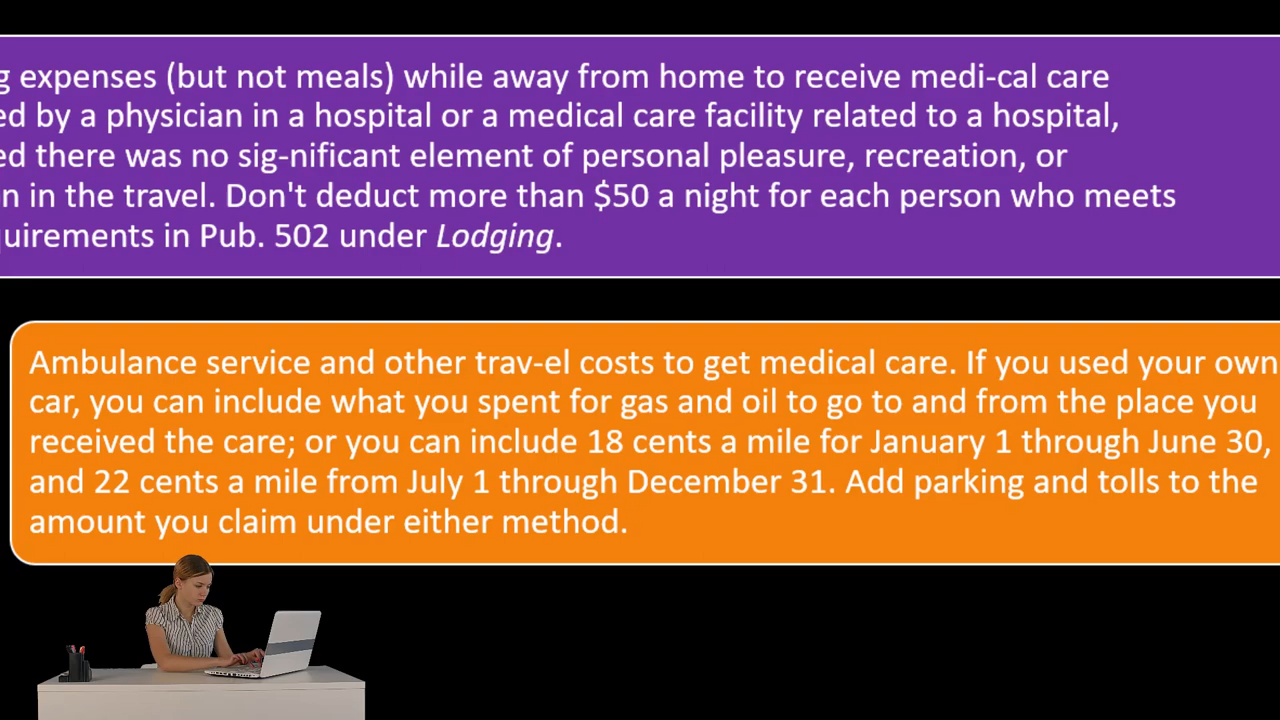 g expenses (but not meals) while away from home to receive medi-cal care
ed by a physician in a hospital or a medical care facility related to a hospital,
ed there was no sig-nificant element of personal pleasure, recreation, or
n in the travel. Don't deduct more than $50 a night for each person who meets
quirements in Pub. 502 under Lodging.
Ambulance service and other trav-el costs to get medical care. If you used your own
car, you can include what you spent for gas and oil to go to and from the place you
received the care; or you can include 18 cents a mile for January 1 through June 30,
and 22 cents a mile from July 1 through December 31. Add parking and tolls to the
amount you claim under either method.